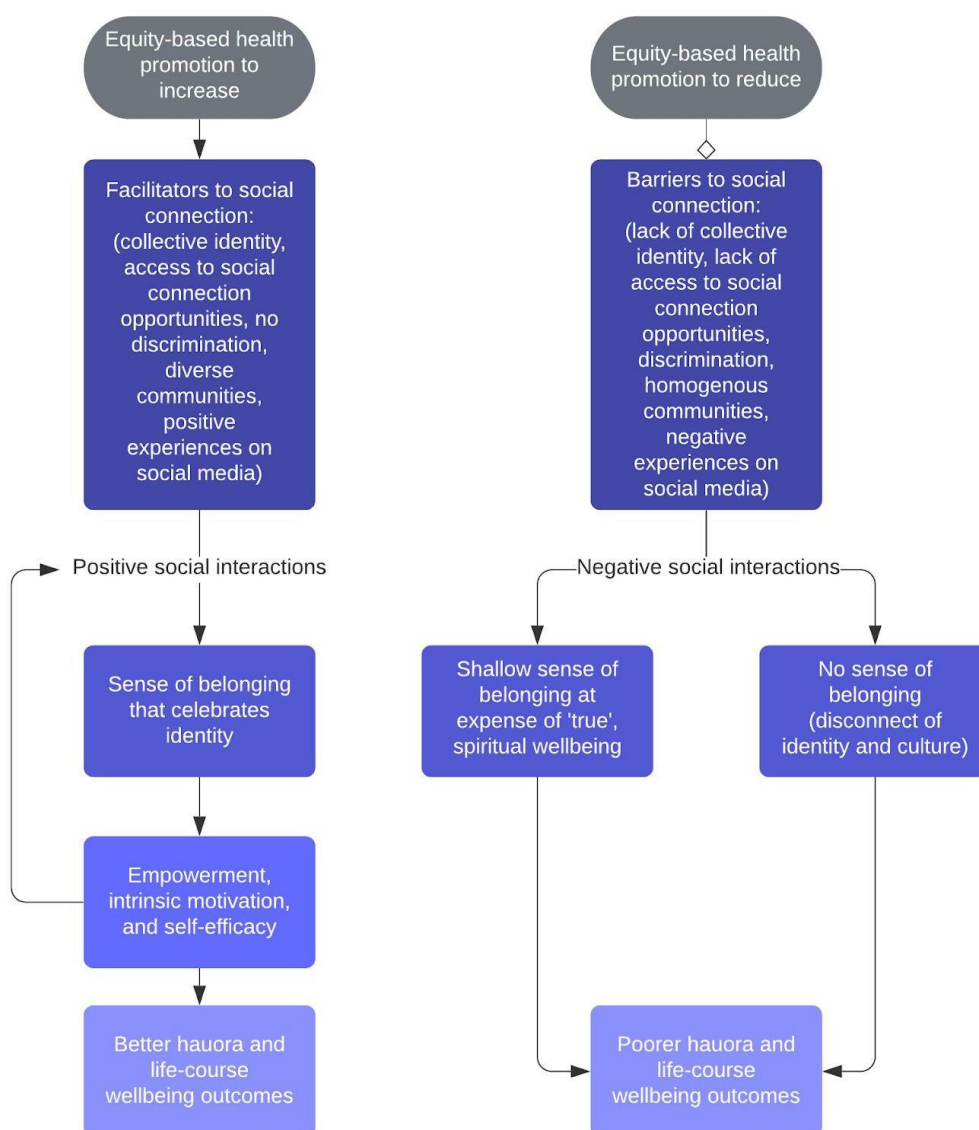 Equity-based health
promotion to
increase
Facilitators to social
connection:
(collective identity,
access to social
connection
opportunities, no
discrimination,
diverse
communities,
positive
experiences on
social media)
Positive social interactions
Sense of belonging
that celebrates
identity
Empowerment,
intrinsic motivation,
and self-efficacy
Better hauora and
life-course
wellbeing outcomes
Equity-based health
promotion to reduce
Barriers to social
connection:
(lack of collective
identity, lack of
access to social
connection
opportunities,
discrimination,
homogenous
communities,
negative
experiences on
social media)
Negative social interactions
Shallow sense of
belonging at
expense of 'true',
spiritual wellbeing
No sense of
belonging
(disconnect of
identity and culture)
Poorer hauora and
life-course
wellbeing outcomes